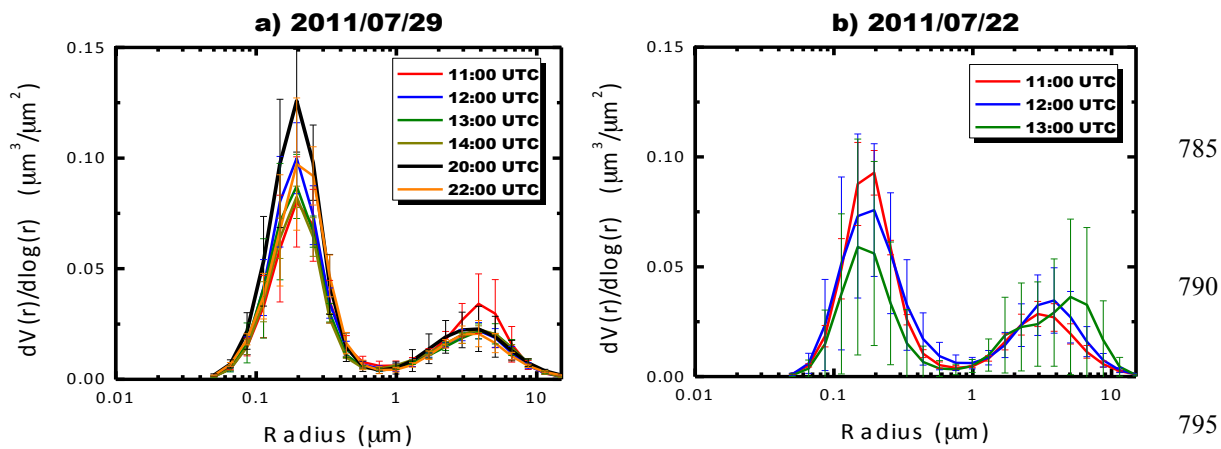 a) 2011/07/29
0.15
0.10
0.05
0.00
dV(r)/dlog(r) (μm³/μm²)
11:00 UTC
12:00 UTC
13:00 UTC
14:00 UTC
20:00 UTC
22:00 UTC
0.01 0.1 1 10
Radius (μm)
b) 2011/07/22
0.15
0.10
0.05
0.00
dV(r)/dlog(r) (μm³/μm²)
11:00 UTC
12:00 UTC
13:00 UTC
0.01 0.1 1 10
Radius (μm)
785
790
795